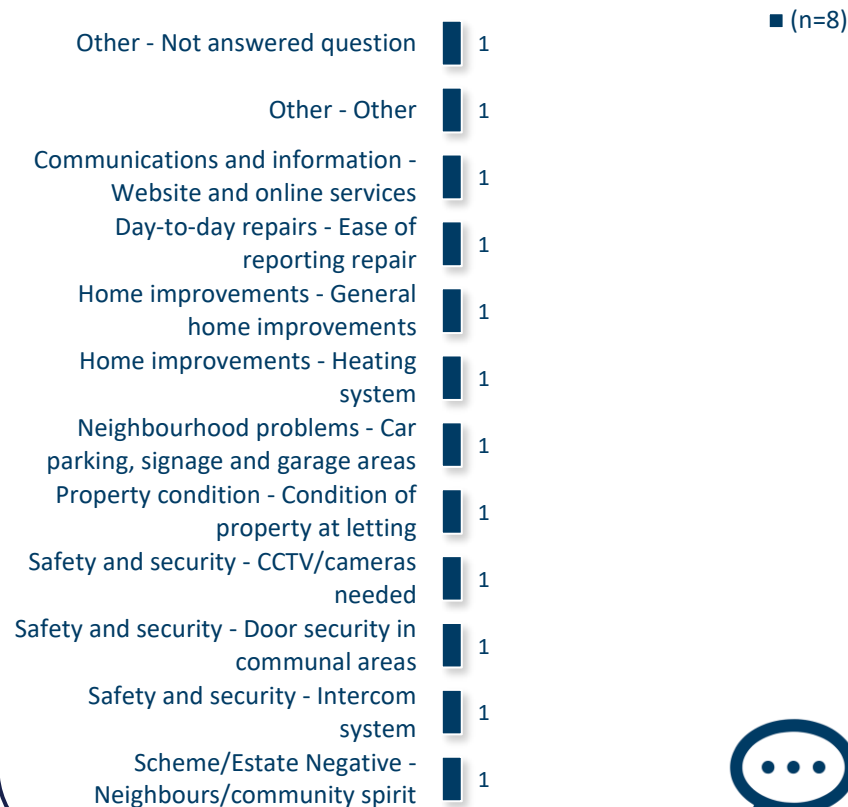 (n=8)
Other - Not answered question 1
Other - Other 1
Communications and information -
Website and online services 1
Day-to-day repairs - Ease of
reporting repair 1
Home improvements - General
home improvements 1
Home improvements - Heating
system 1
Neighbourhood problems - Car
parking, signage and garage areas 1
Property condition - Condition of
property at letting 1
Safety and security - CCTV/cameras
needed 1
Safety and security - Door security in
communal areas 1
Safety and security - Intercom
system 1
Scheme/Estate Negative -
Neighbours/community spirit 1